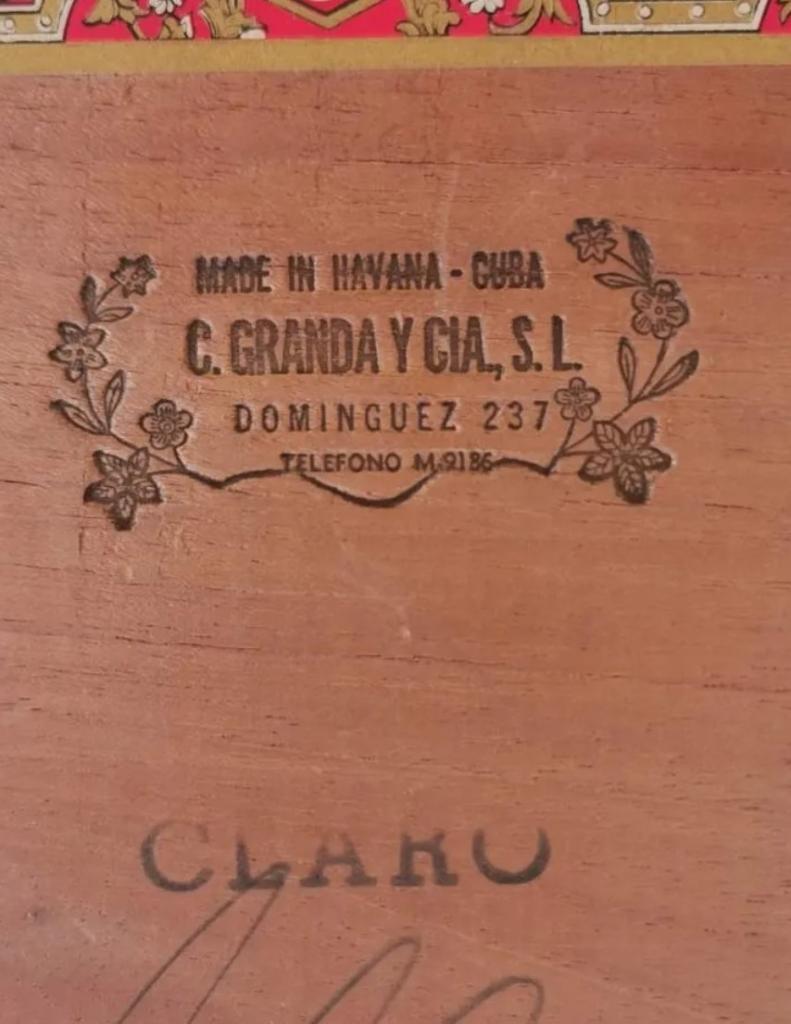 MADE IN HAVANA - CUBA
C. GRANDA Y CIA., S. L.
DOMINGUEZ 237
TELEFONO M.9186
CLARO